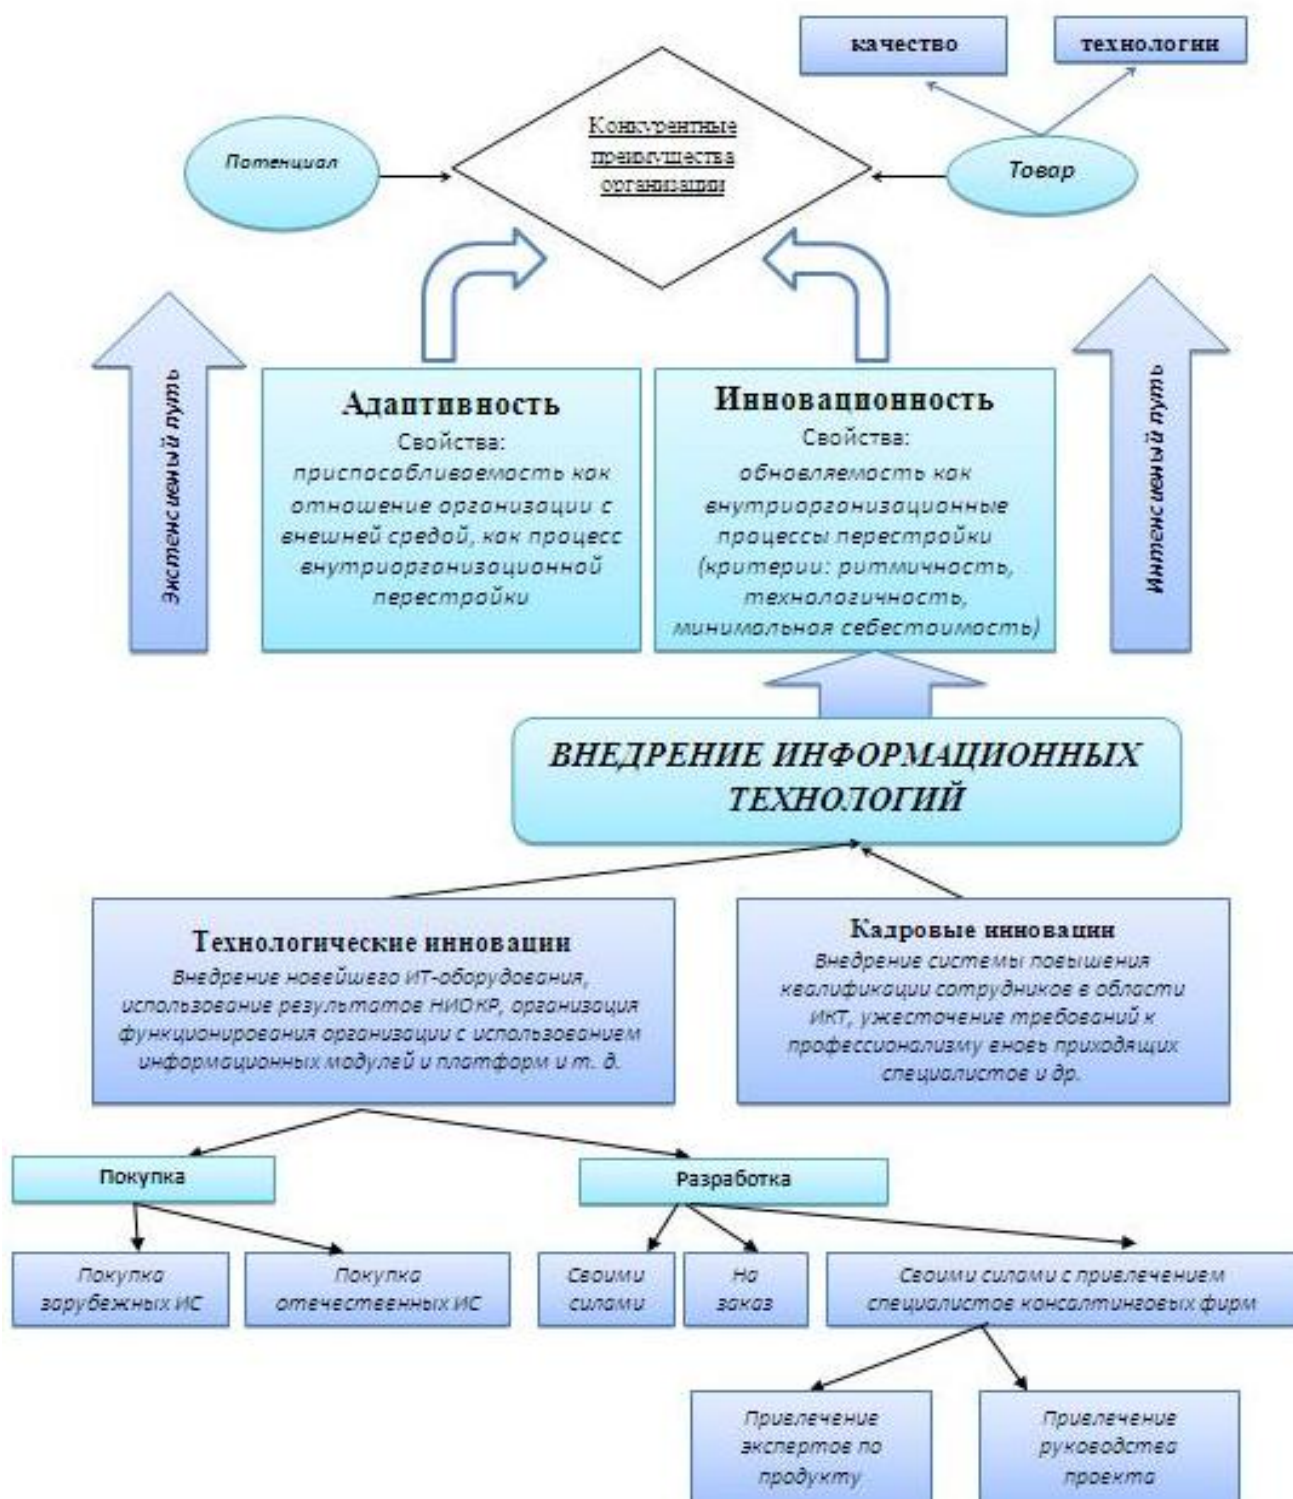 качество
технологии
Конкурентные
преимущества
организации
Потенциал
Товар
Экстенсивный путь
Адаптивность
Свойства:
приспосабливаемость как
отношение организации с
внешней средой, как процесс
внутриорганизационной
перестройки
Инновационность
Свойства:
обновляемость как
внутриорганизационные
процессы перестройки
(критерии: ритмичность,
технологичность,
минимальная себестоимость)
Интенсивный путь
ВНЕДРЕНИЕ ИНФОРМАЦИОННЫХ
ТЕХНОЛОГИЙ
Технологические инновации
Внедрение новейшего ИТ-оборудования,
использование результатов НИОКР, организация
функционирования организации с использованием
информационных модулей и платформ и т. д.
Кадровые инновации
Внедрение системы повышения
квалификации сотрудников в области
ИКТ, ужесточение требований к
профессионализму вновь приходящих
специалистов и др.
Покупка
Разработка
Покупка
зарубежных ИС
Покупка
отечественных ИС
Своими
силами
На
заказ
Своими силами с привлечением
специалистов консалтинговых фирм
Привлечение
экспертов по
продукту
Привлечение
руководства
проекта